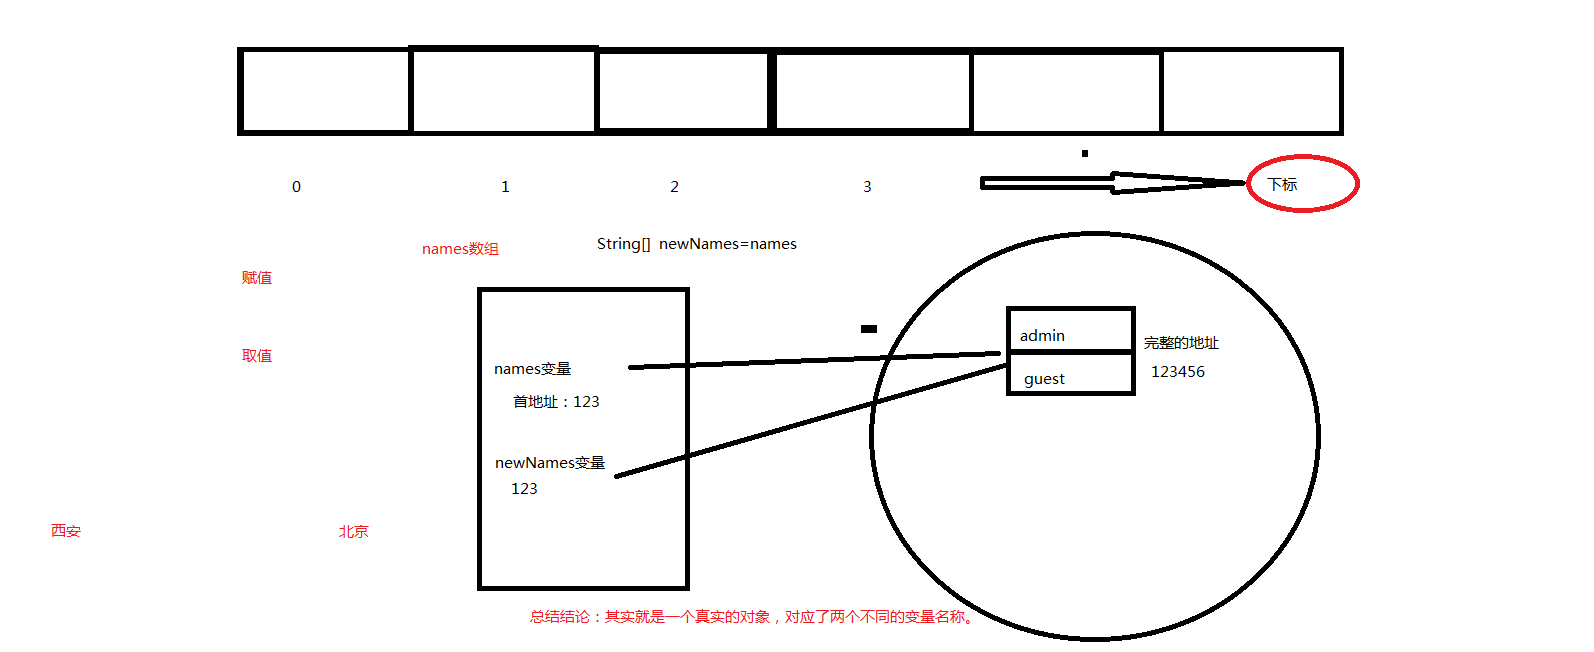 0 1 2 3 下标
names数组 String[] newNames=names
赋值
取值
names变量
首地址：123
newNames变量
123
admin
guest
完整的地址
123456
西安 北京
总结结论：其实就是一个真实的对象，对应了两个不同的变量名称。